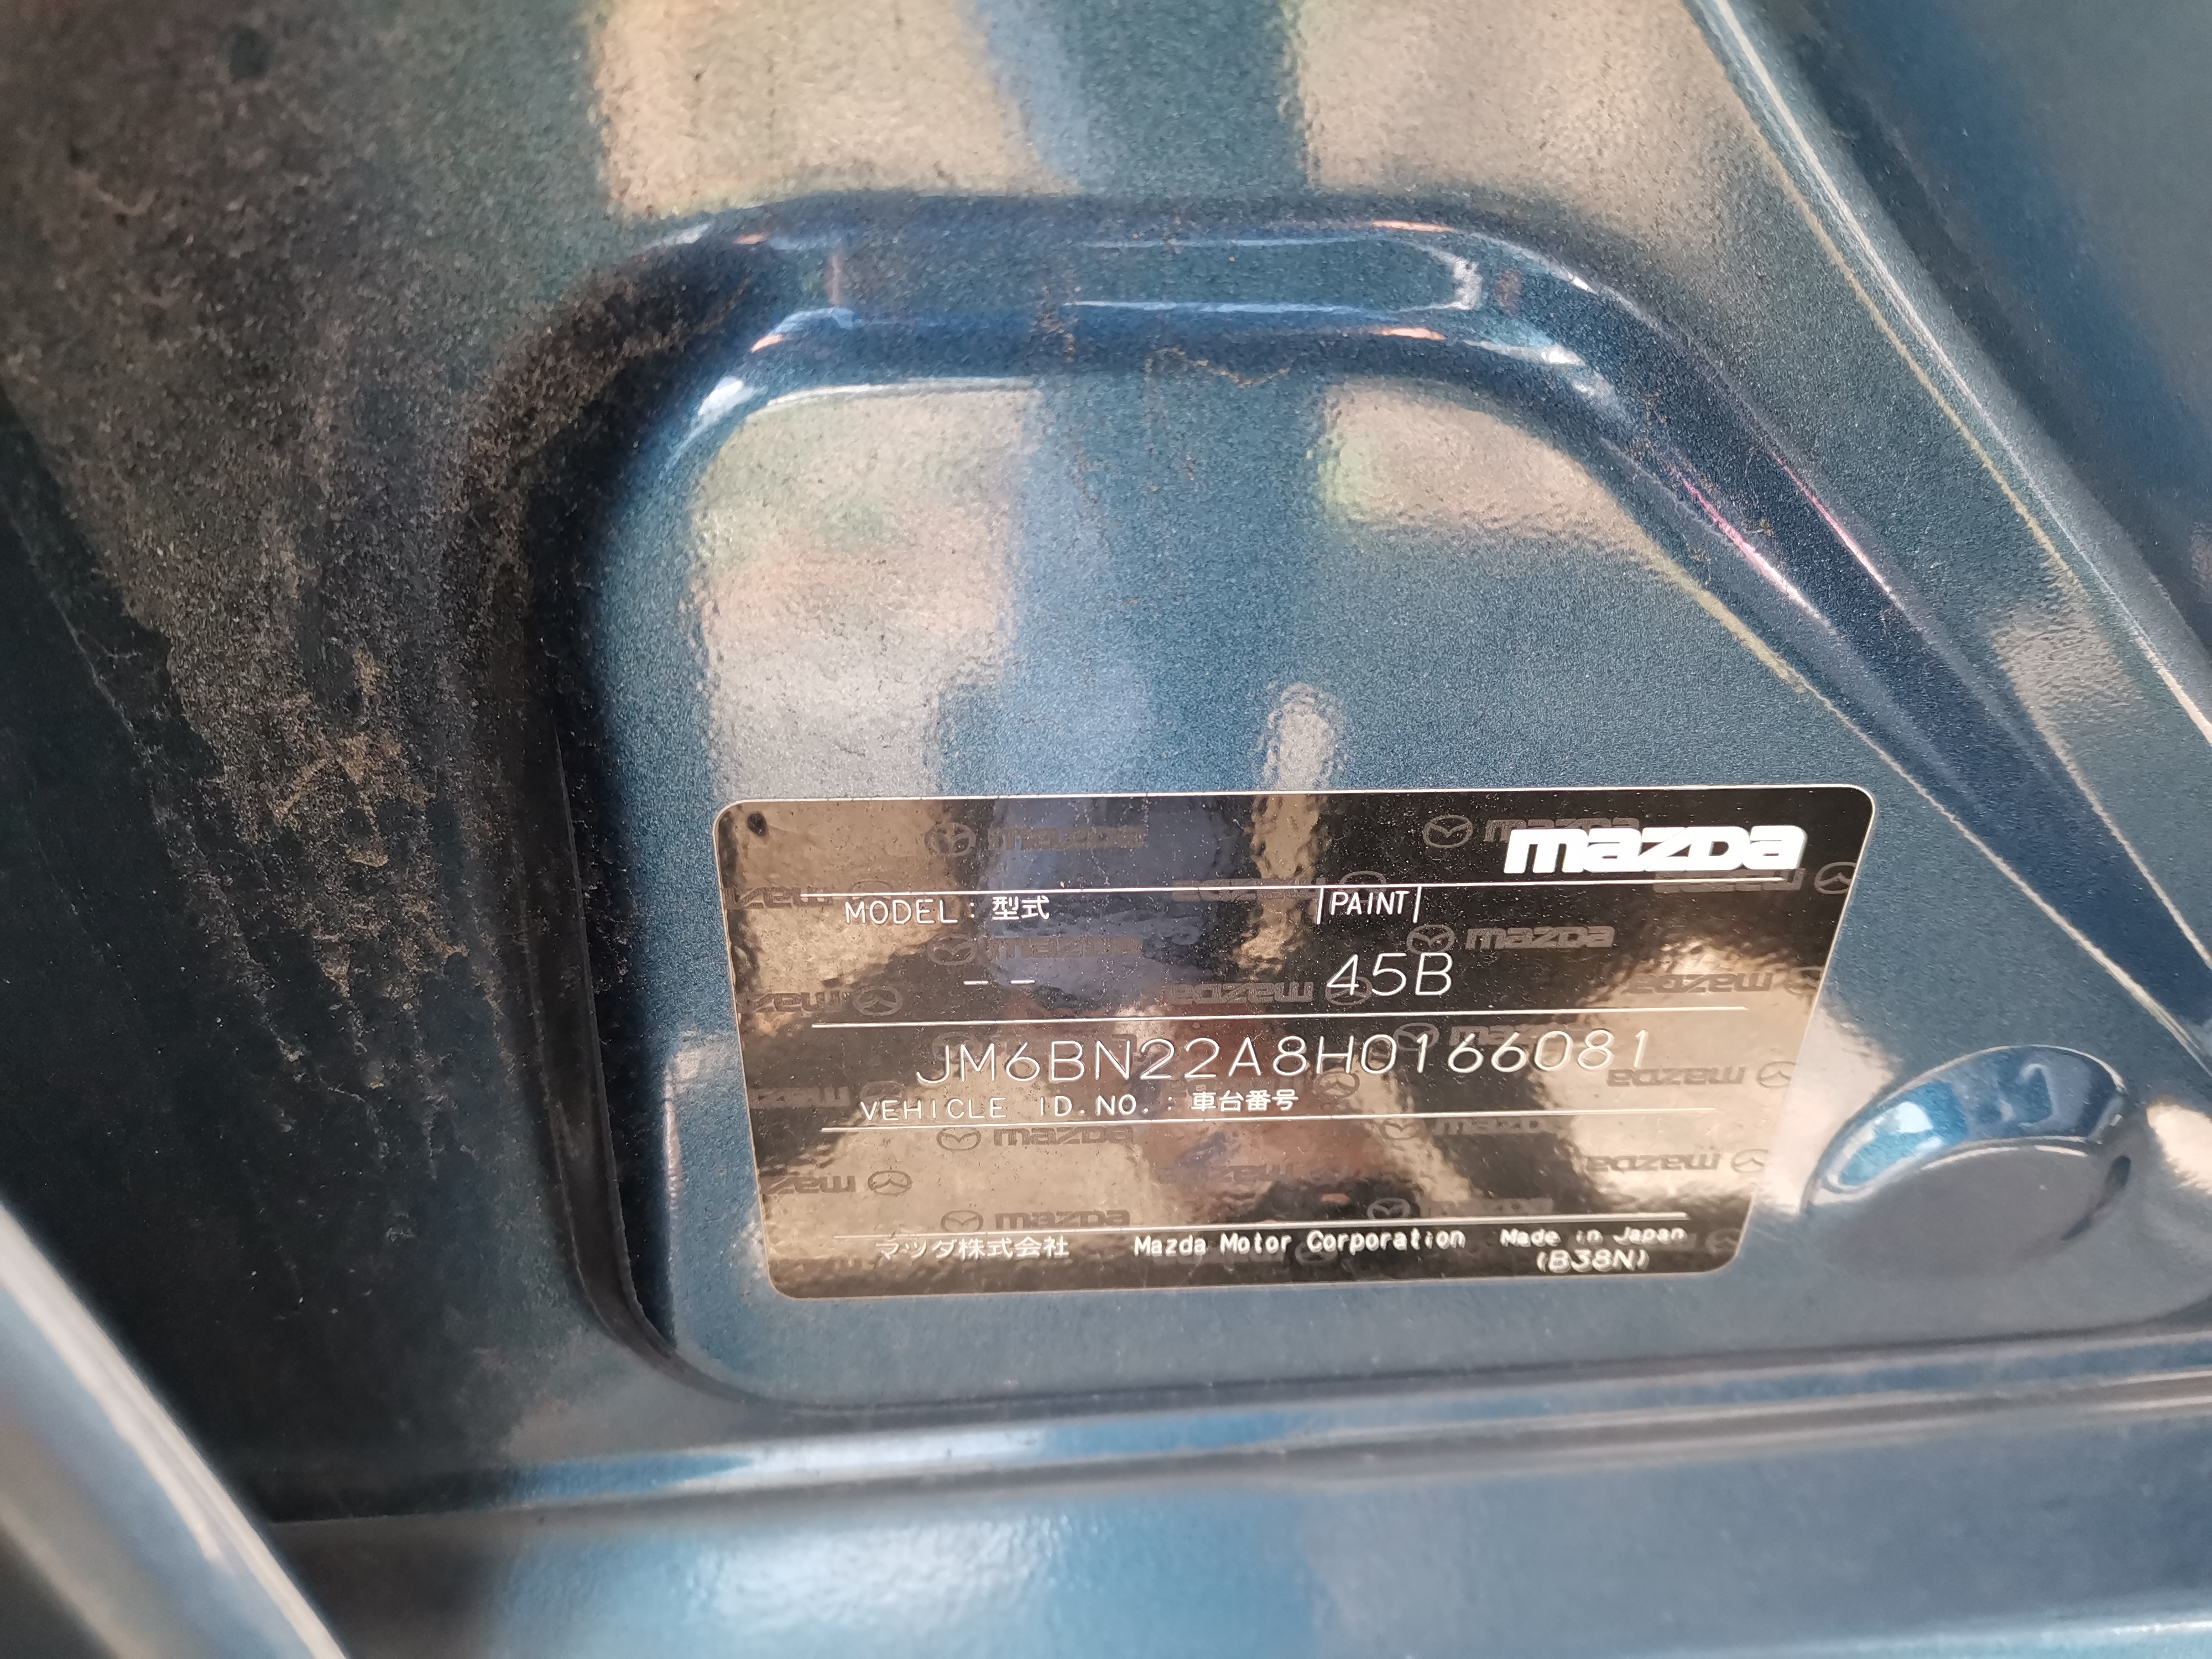 mazda
MODEL : 型式 PAINT
-- 45B
JM6BN22A8H0166081
VEHICLE ID.NO. : 車台番号
マツダ株式会社 Mazda Motor Corporation Made in Japan
(B38N)